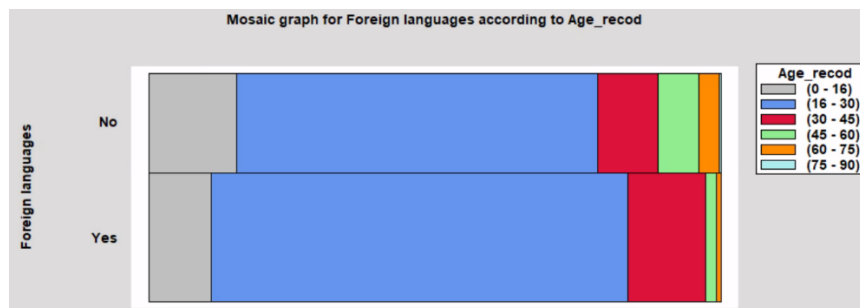 Mosaic graph for Foreign languages according to Age_recod
Foreign languages
No
Yes
Age_recod
(0 - 16)
(16 - 30)
(30 - 45)
(45 - 60)
(60 - 75)
(75 - 90)